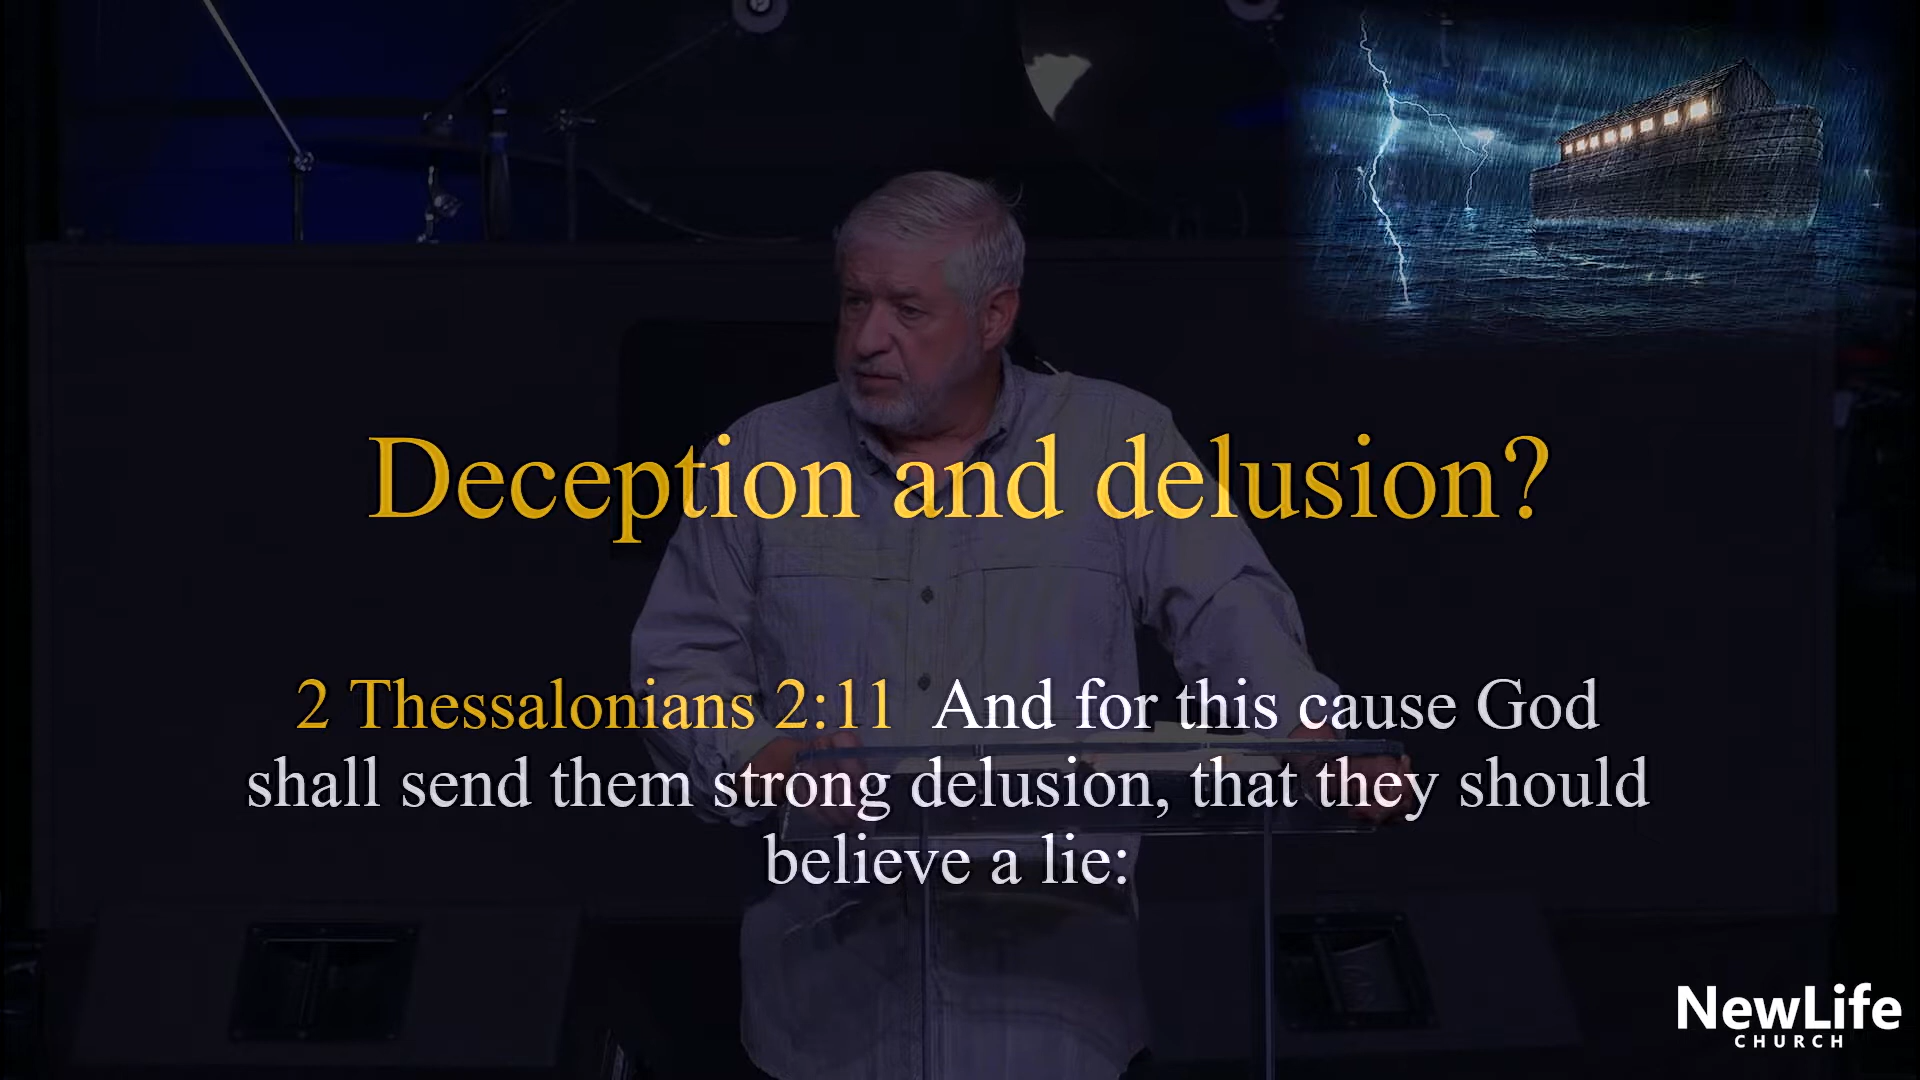 Deception and delusion?
2 Thessalonians 2:11 And for this cause God
shall send them strong delusion, that they should
believe a lie:
NewLife
CHURCH